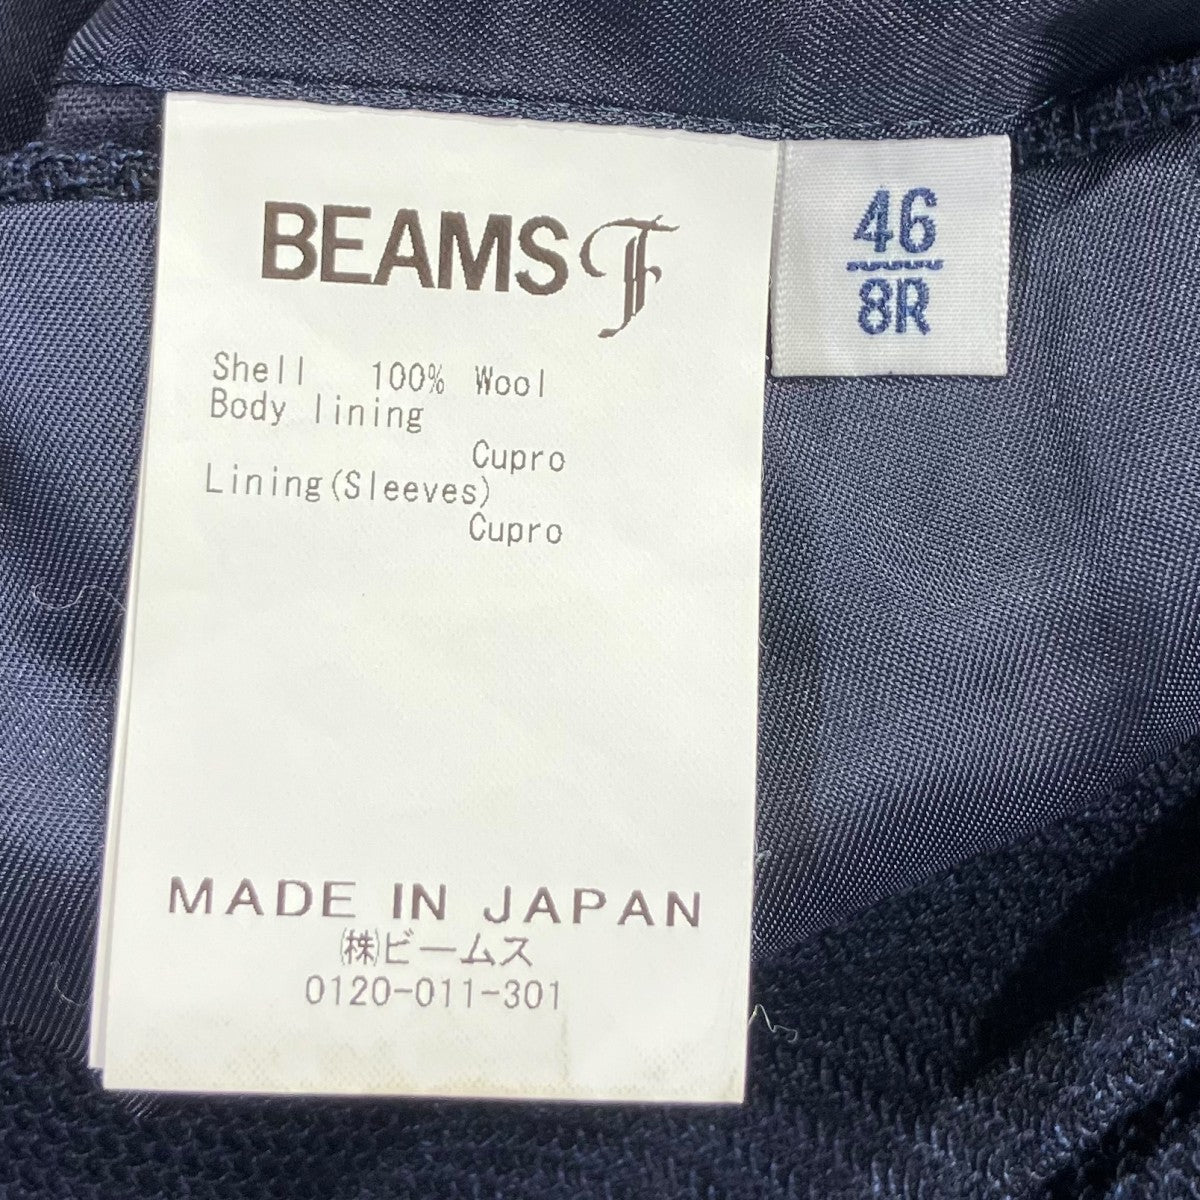 BEAMS F
46
8R
Shell 100% Wool
Body lining
Cupro
Lining(Sleeves)
Cupro
MADE IN JAPAN
㈱ビームス
0120-011-301